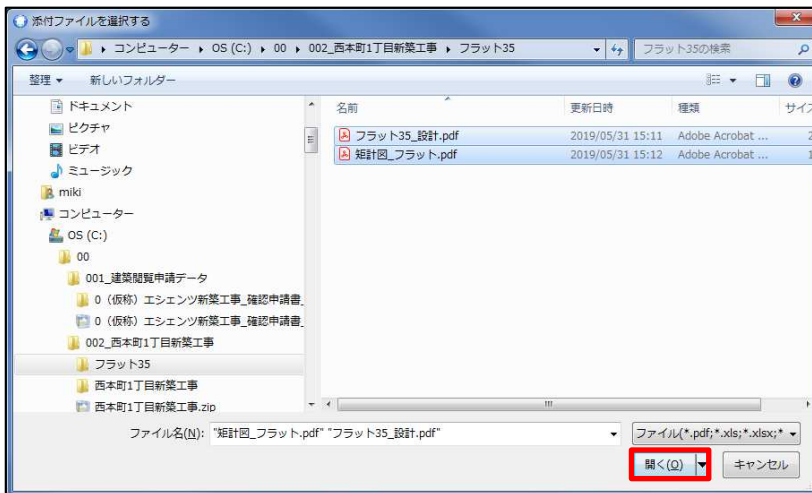 添付ファイルを選択する
コンピューター ▸ OS (C:) ▸ 00 ▸ 002_西本町1丁目新築工事 ▸ フラット35
フラット35の検索
整理 ▼ 新しいフォルダー
ドキュメント
ピクチャ
ビデオ
ミュージック
miki
コンピューター
OS (C:)
00
001_建築閲覧申請データ
0（仮称）エシェンツ新築工事_確認申請書_
0（仮称）エシェンツ新築工事_確認申請書_
002_西本町1丁目新築工事
フラット35
西本町1丁目新築工事
西本町1丁目新築工事.zip
名前 更新日時 種類 サイズ
フラット35_設計.pdf 2019/05/31 15:11 Adobe Acrobat ... 2
矩計図_フラット.pdf 2019/05/31 15:12 Adobe Acrobat ... 1
ファイル名(N): "矩計図_フラット.pdf" "フラット35_設計.pdf"
ファイル(*.pdf;*.xls;*.xlsx;*
開く(O) キャンセル